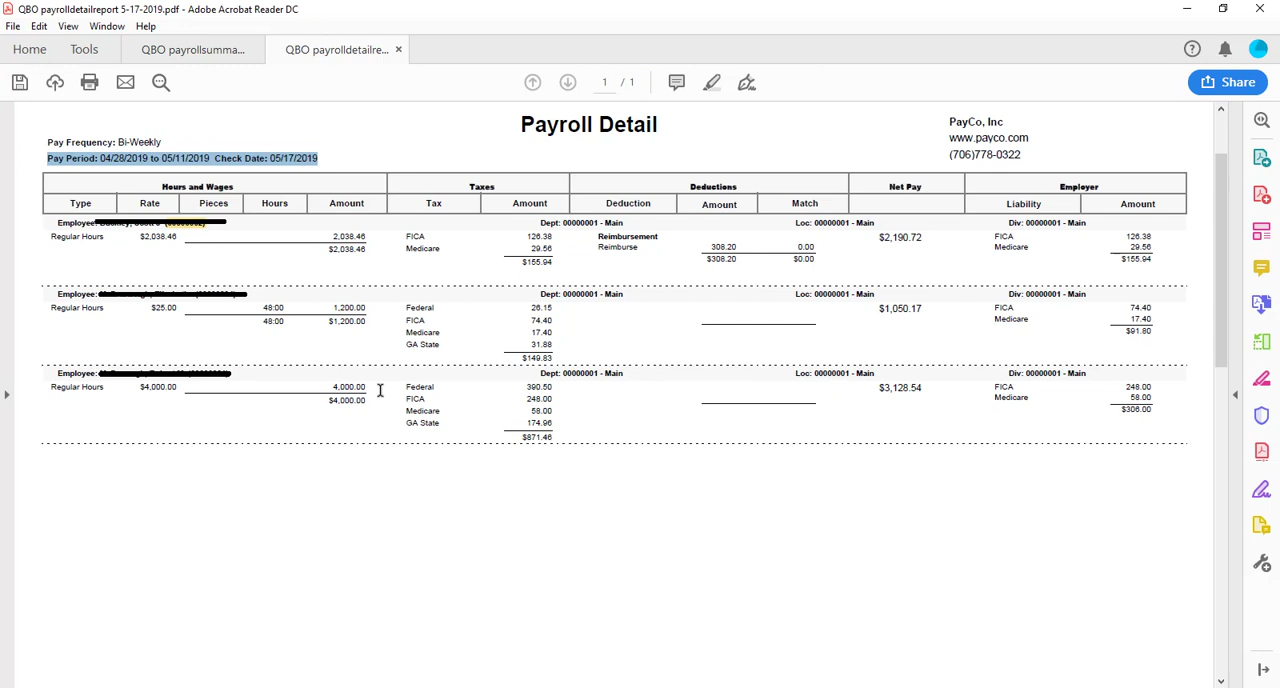 QBO payrolldetailreport 5-17-2019.pdf - Adobe Acrobat Reader DC
File Edit View Window Help
Home Tools QBO payrollsumma... QBO payrolldetailre... ×
1 / 1 Share
Payroll Detail
PayCo, Inc
www.payco.com
(706)778-0322
Pay Frequency: Bi-Weekly
Pay Period: 04/28/2019 to 05/11/2019 Check Date: 05/17/2019
Hours and Wages Taxes Deductions Net Pay Employer
Type Rate Pieces Hours Amount Tax Amount Deduction Amount Match Liability Amount
Employee: Dept: 00000001 - Main Loc: 00000001 - Main Div: 00000001 - Main
Regular Hours $2,038.46 2,038.46 FICA 126.38 Reimbursement $2,190.72 FICA 126.38
$2,038.46 Medicare 29.56 Reimburse 308.20 0.00 Medicare 29.56
$155.94 $308.20 $0.00 $155.94
Employee: Dept: 00000001 - Main Loc: 00000001 - Main Div: 00000001 - Main
Regular Hours $25.00 48:00 1,200.00 Federal 26.15 $1,050.17 FICA 74.40
48:00 $1,200.00 FICA 74.40 Medicare 17.40
Medicare 17.40 $91.80
GA State 31.88
$149.83
Employee: Dept: 00000001 - Main Loc: 00000001 - Main Div: 00000001 - Main
Regular Hours $4,000.00 4,000.00 Federal 390.50 $3,128.54 FICA 248.00
$4,000.00 FICA 248.00 Medicare 58.00
Medicare 58.00 $306.00
GA State 174.96
$871.46